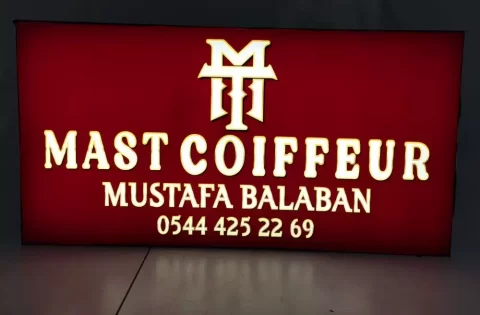 MT
MAST COIFFEUR
MUSTAFA BALABAN
0544 425 22 69